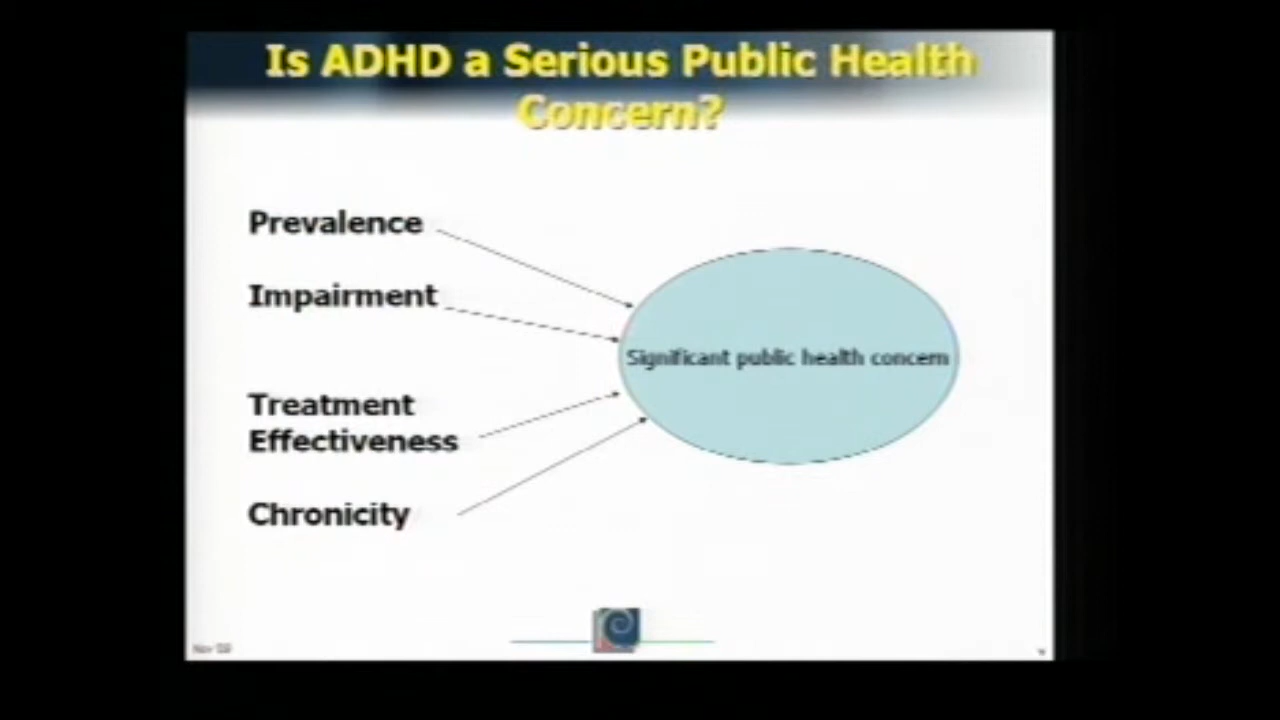 Is ADHD a Serious Public Health
Concern?
Prevalence
Impairment
Significant public health concern
Treatment
Effectiveness
Chronicity